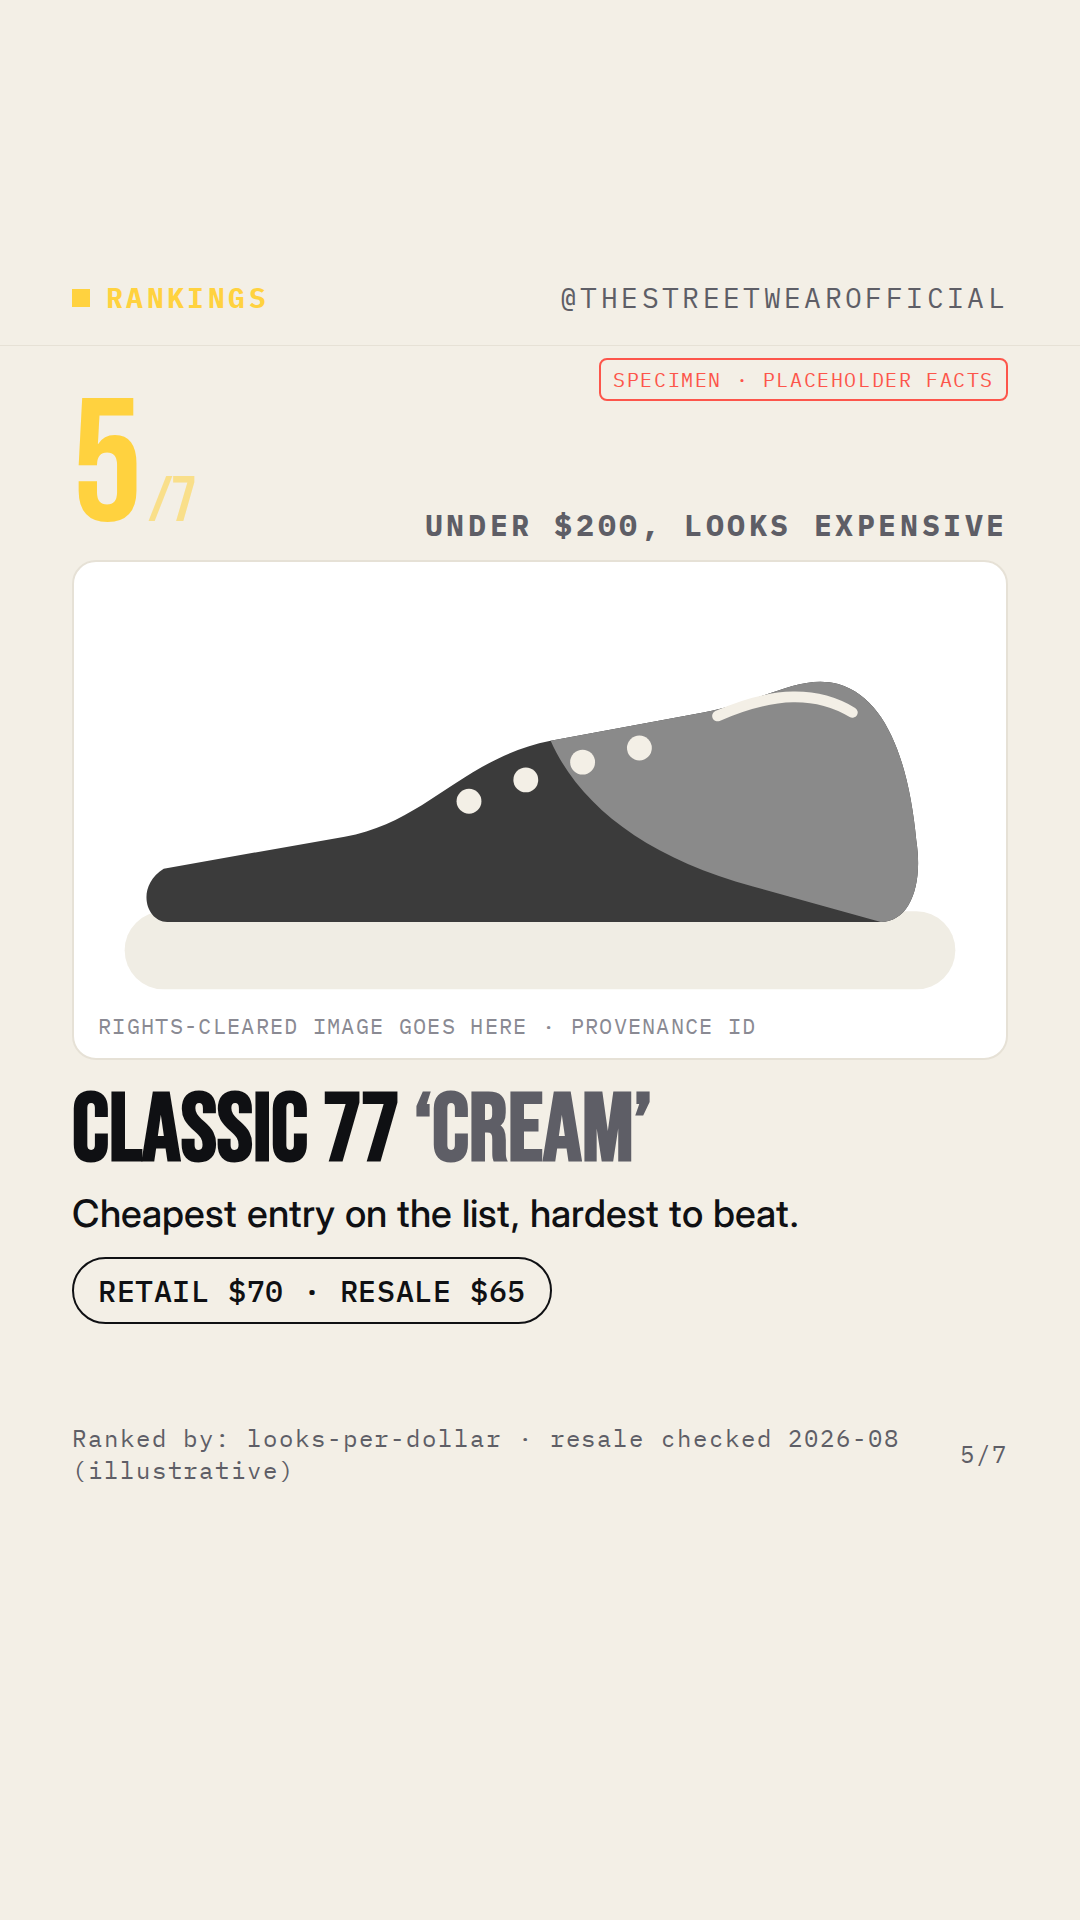 RANKINGS
@THESTREETWEAROFFICIAL
SPECIMEN · PLACEHOLDER FACTS
5/7
UNDER $200, LOOKS EXPENSIVE
RIGHTS-CLEARED IMAGE GOES HERE · PROVENANCE ID
CLASSIC 77 ‘CREAM’
Cheapest entry on the list, hardest to beat.
RETAIL $70 · RESALE $65
Ranked by: looks-per-dollar · resale checked 2026-08
(illustrative)
5/7